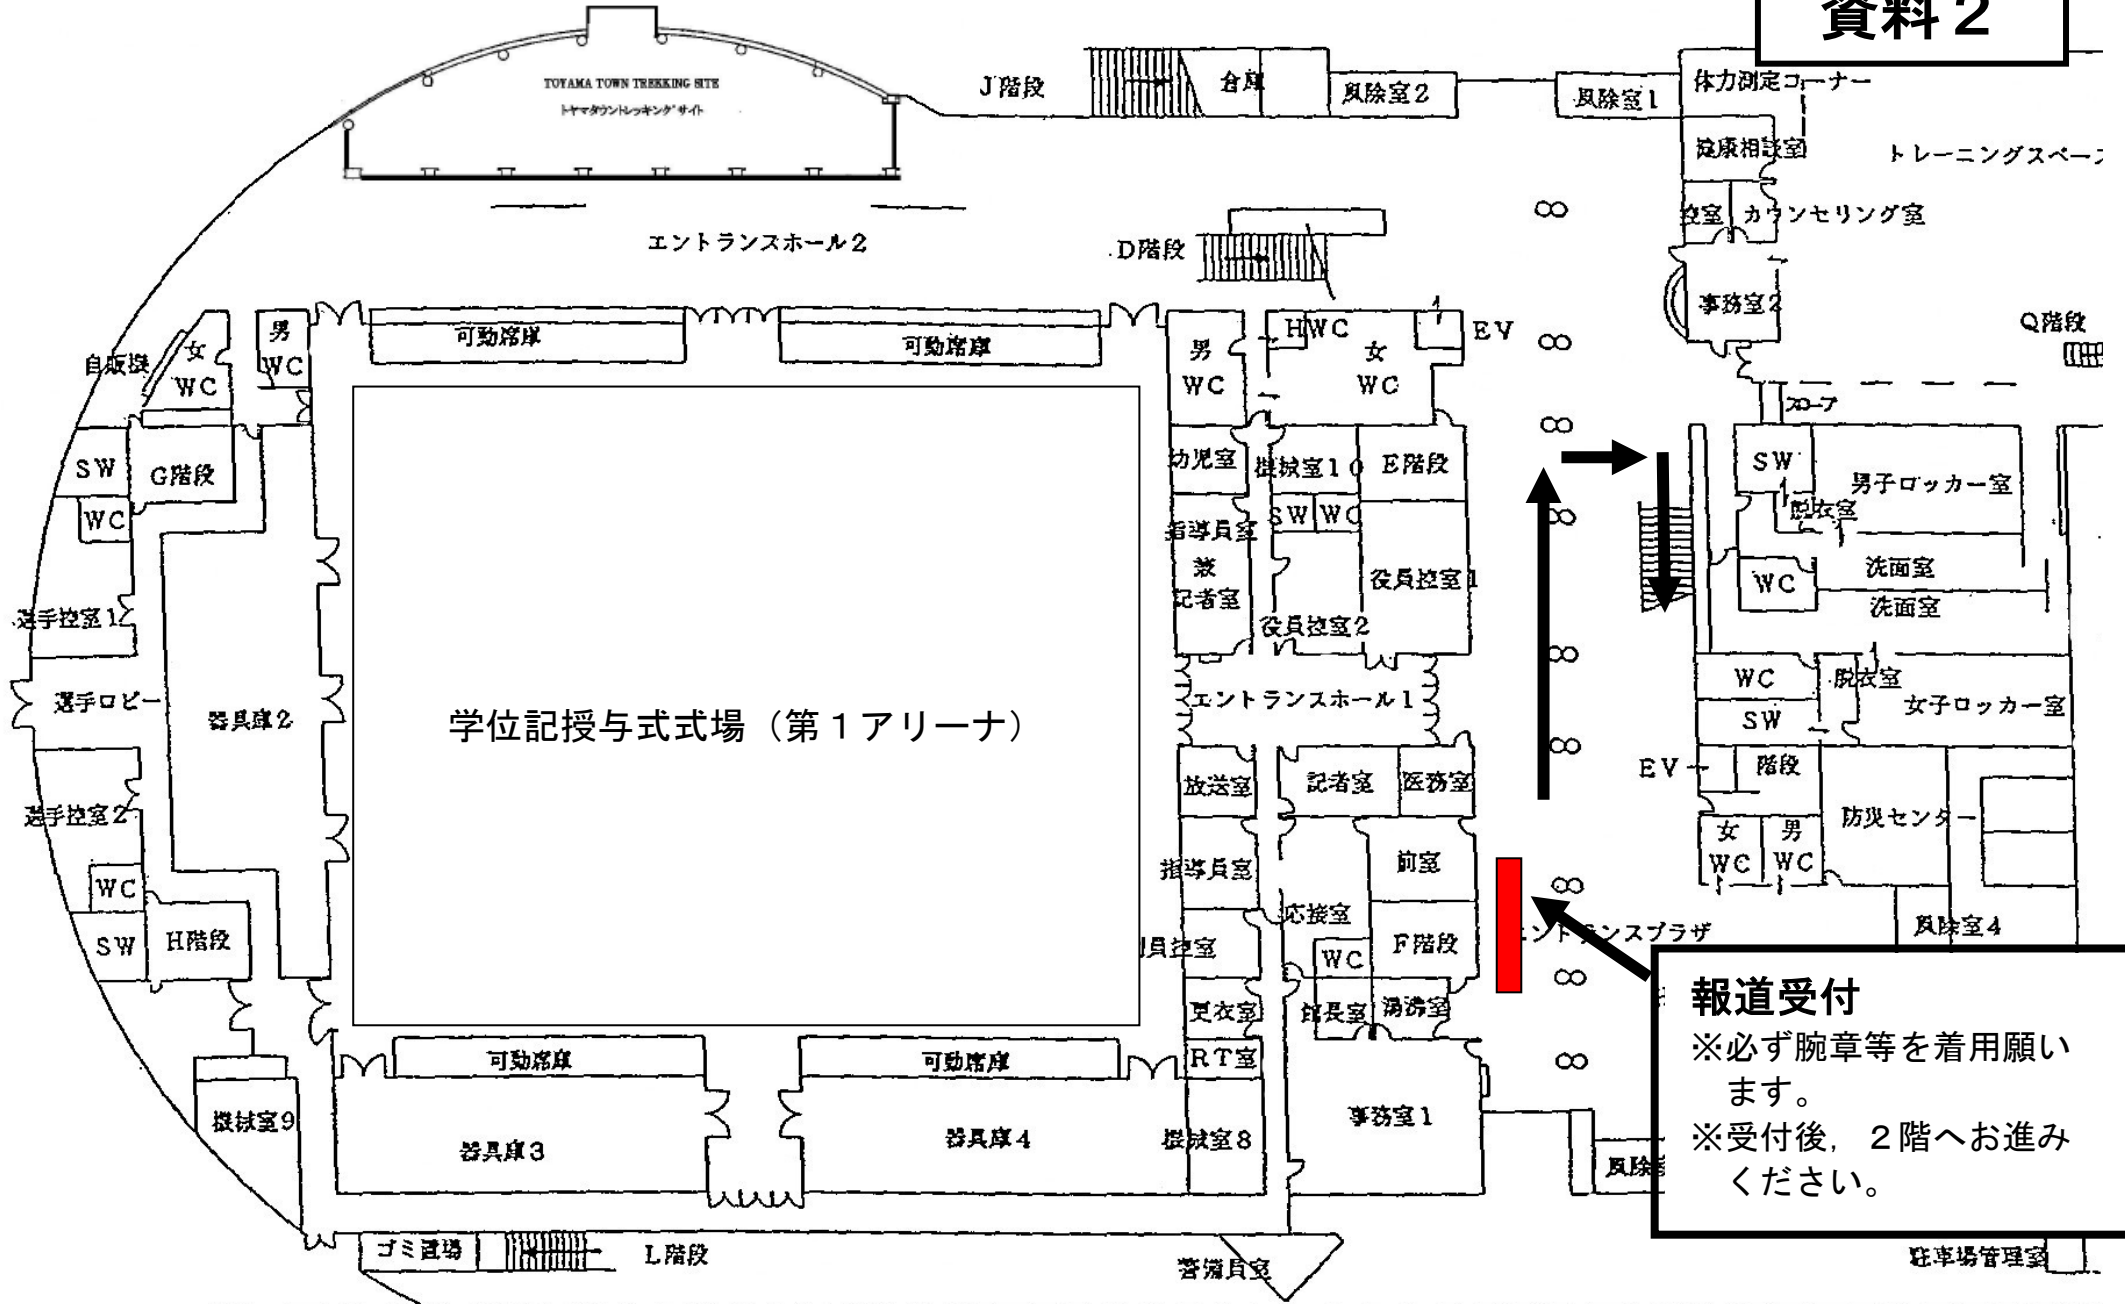 資料２
TOYAMA TOWN TREKKING SITE
トヤマタウントレッキングサイト
J階段
倉庫
風除室2
風除室1
体力測定コーナー
健康相談室
トレーニングスペース
控室
カウンセリング室
エントランスホール2
D階段
事務室2
Q階段
自販機
女
WC
男
WC
可動席庫
可動席庫
男
WC
HWC
女
WC
EV
スロープ
SW
G階段
WC
幼児室
機械室10
E階段
SW
男子ロッカー室
脱衣室
指導員室
兼
記者室
SW
WC
役員控室1
役員控室2
WC
洗面室
洗面室
選手控室1
選手ロビー
器具庫2
学位記授与式式場（第１アリーナ）
エントランスホール1
WC
脱衣室
SW
女子ロッカー室
EV
階段
選手控室2
放送室
記者室
医務室
防災センター
女
WC
男
WC
指導員室
前室
WC
SW
H階段
応接室
F階段
員控室
WC
ントランスプラザ
風除室4
更衣室
館長室
湯沸室
可動席庫
可動席庫
RT室
機械室9
器具庫3
器具庫4
機械室8
事務室1
風除
報道受付
※必ず腕章等を着用願い
ます。
※受付後，２階へお進み
ください。
ゴミ置場
L階段
警備員室
駐車場管理室